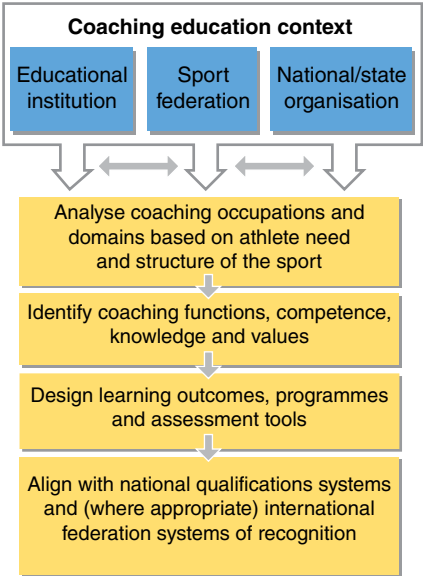 Coaching education context
Educational
institution
Sport
federation
National/state
organisation
Analyse coaching occupations and
domains based on athlete need
and structure of the sport
Identify coaching functions, competence,
knowledge and values
Design learning outcomes, programmes
and assessment tools
Align with national qualifications systems
and (where appropriate) international
federation systems of recognition